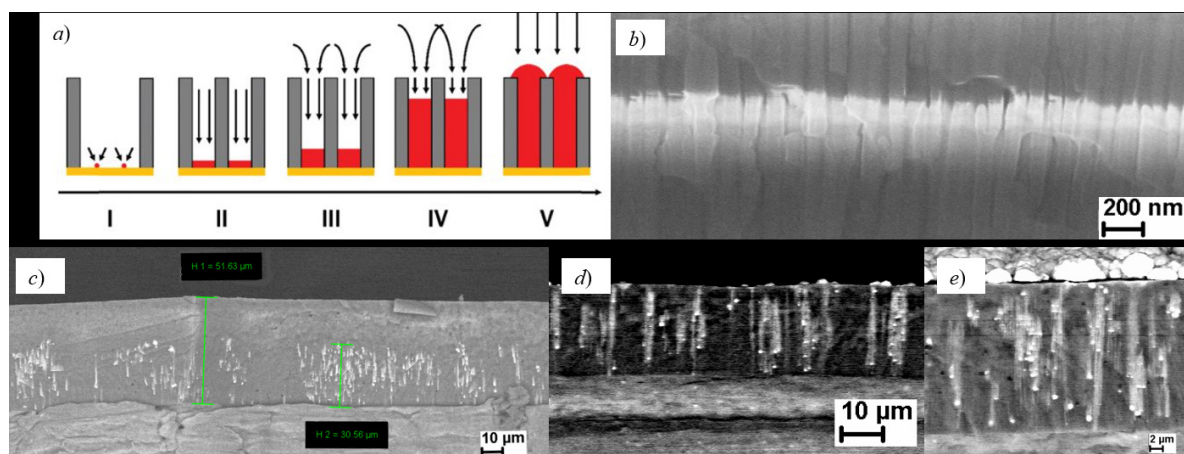 a)
I II III IV V
b)
200 nm
c)
H 1 = 51.63 µm
H 2 = 30.56 µm
10 µm
d)
10 µm
e)
2 µm